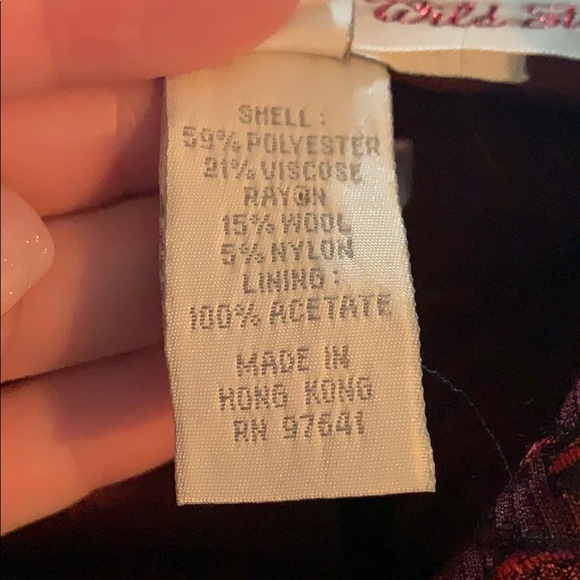 Wild
SHELL :
59% POLYESTER
21% VISCOSE
RAYON
15% WOOL
5% NYLON
LINING :
100% ACETATE
MADE IN
HONG KONG
RN 97641